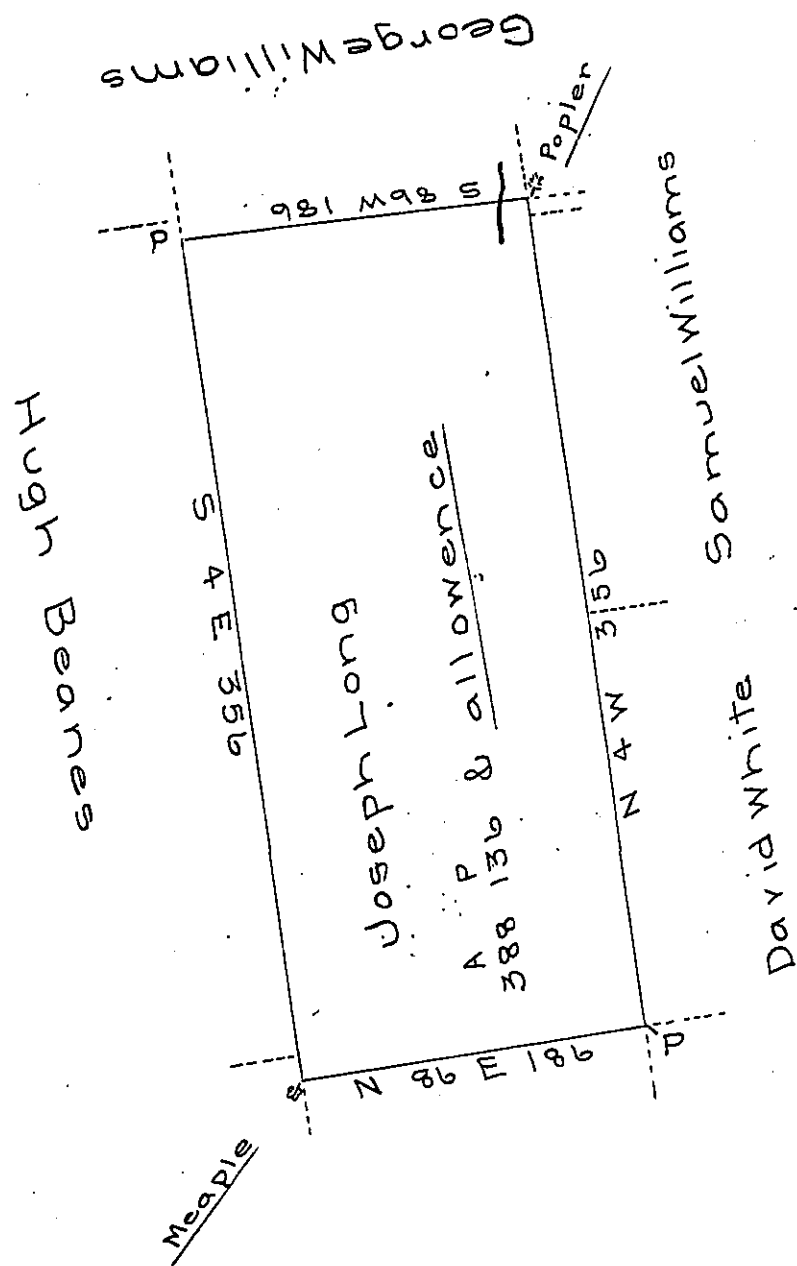 George Williams
Popler
S 86 W 186
P
Samuel Williams
Hugh Beanes
S 4 E 356
N 4 W 356
Joseph Long
A P
388 136 & allowence
David White
P
N 86 E 186
Meaple